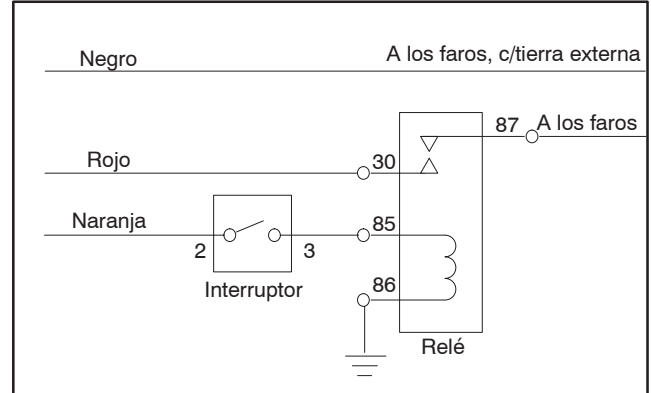 Negro
A los faros, c/tierra externa
87
A los faros
Rojo
30
Naranja
85
2
3
Interruptor
86
Relé